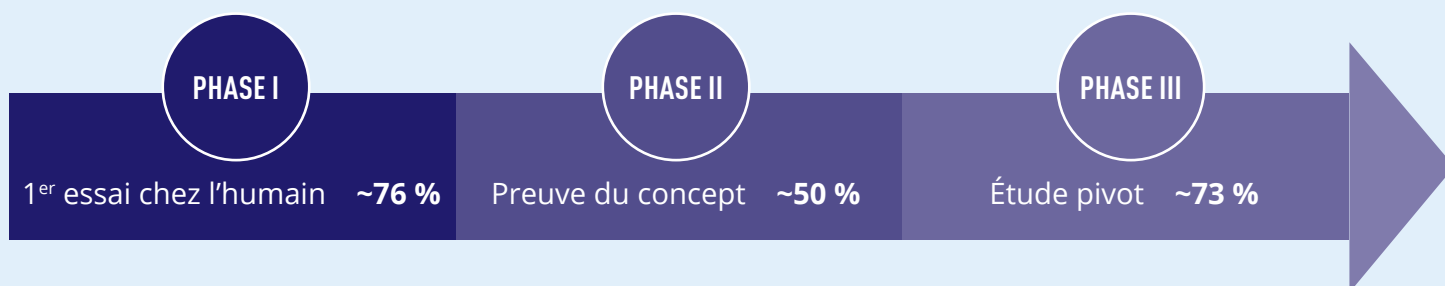 PHASE I
1er essai chez l’humain ~76 %
PHASE II
Preuve du concept ~50 %
PHASE III
Étude pivot ~73 %